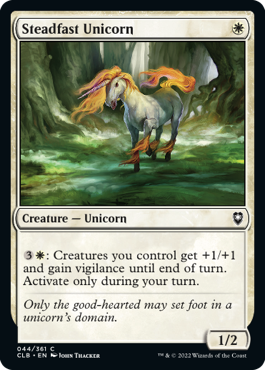 Steadfast Unicorn
Creature — Unicorn
3: Creatures you control get +1/+1
and gain vigilance until end of turn.
Activate only during your turn.
Only the good-hearted may set foot in a
unicorn's domain.
1/2
044/361 C
CLB • EN John Thacker
™ & © 2022 Wizards of the Coast